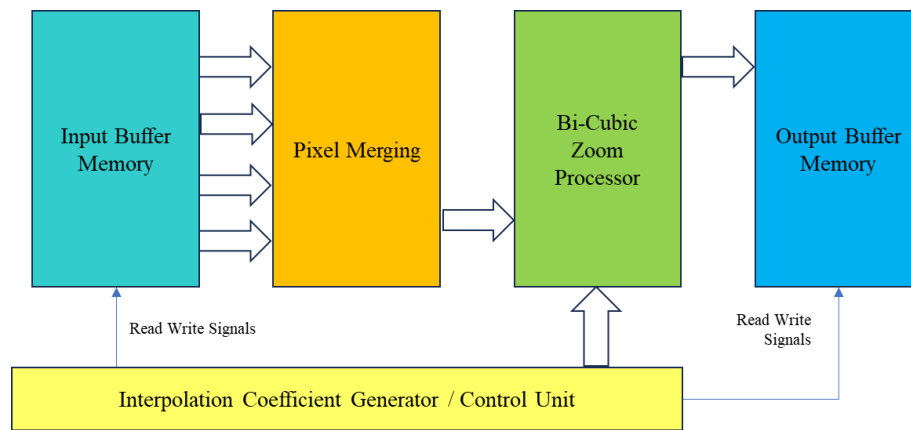 Input Buffer
Memory
Pixel Merging
Bi-Cubic
Zoom
Processor
Output Buffer
Memory
Read Write Signals
Read Write
Signals
Interpolation Coefficient Generator / Control Unit